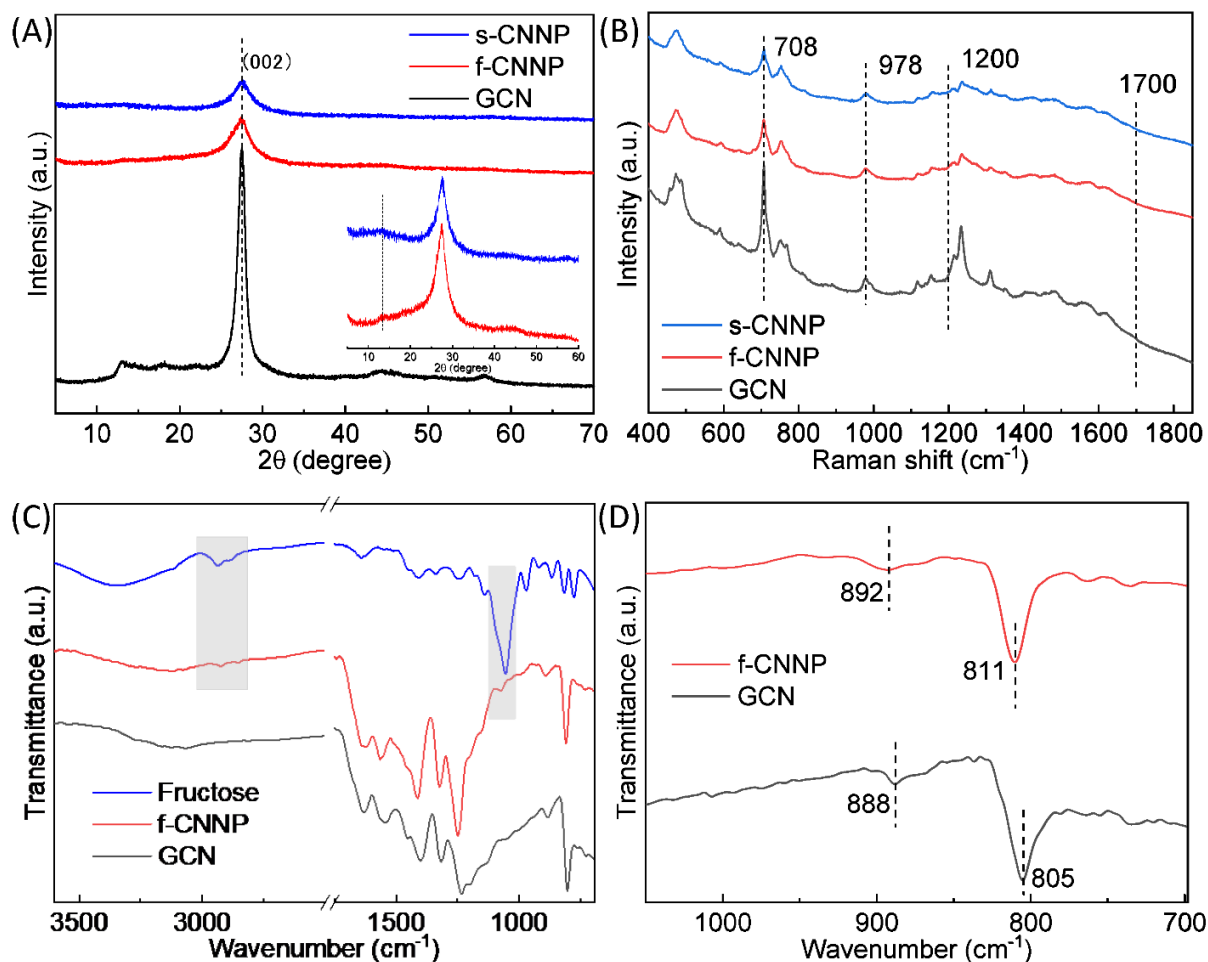 (A)
(002)
s-CNNP
f-CNNP
GCN
Intensity (a.u.)
10 20 30 40 50 60 70
2θ (degree)
10 20 30 40 50 60
2θ (degree)
(B)
708
978
1200
1700
s-CNNP
f-CNNP
GCN
Intensity (a.u.)
400 600 800 1000 1200 1400 1600 1800
Raman shift (cm⁻¹)
(C)
Transmittance (a.u.)
Fructose
f-CNNP
GCN
3500 3000 1500 1000
Wavenumber (cm⁻¹)
(D)
892
811
f-CNNP
GCN
888
805
Transmittance (a.u.)
1000 900 800 700
Wavenumber (cm⁻¹)